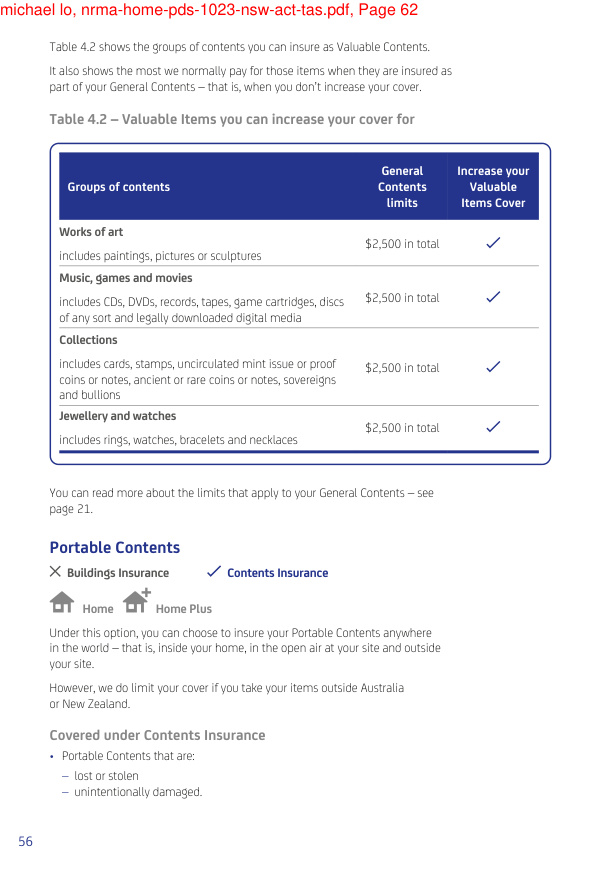 michael lo, nrma-home-pds-1023-nsw-act-tas.pdf, Page 62
Table 4.2 shows the groups of contents you can insure as Valuable Contents.
It also shows the most we normally pay for those items when they are insured as
part of your General Contents – that is, when you don't increase your cover.
Table 4.2 – Valuable Items you can increase your cover for
Groups of contents
General
Contents
limits
Increase your
Valuable
Items Cover
Works of art
includes paintings, pictures or sculptures
$2,500 in total
✓
Music, games and movies
includes CDs, DVDs, records, tapes, game cartridges, discs
of any sort and legally downloaded digital media
$2,500 in total
✓
Collections
includes cards, stamps, uncirculated mint issue or proof
coins or notes, ancient or rare coins or notes, sovereigns
and bullions
$2,500 in total
✓
Jewellery and watches
includes rings, watches, bracelets and necklaces
$2,500 in total
✓
You can read more about the limits that apply to your General Contents – see
page 21.
Portable Contents
✕ Buildings Insurance ✓ Contents Insurance
Home Home Plus
Under this option, you can choose to insure your Portable Contents anywhere
in the world – that is, inside your home, in the open air at your site and outside
your site.
However, we do limit your cover if you take your items outside Australia
or New Zealand.
Covered under Contents Insurance
• Portable Contents that are:
– lost or stolen
– unintentionally damaged.
56